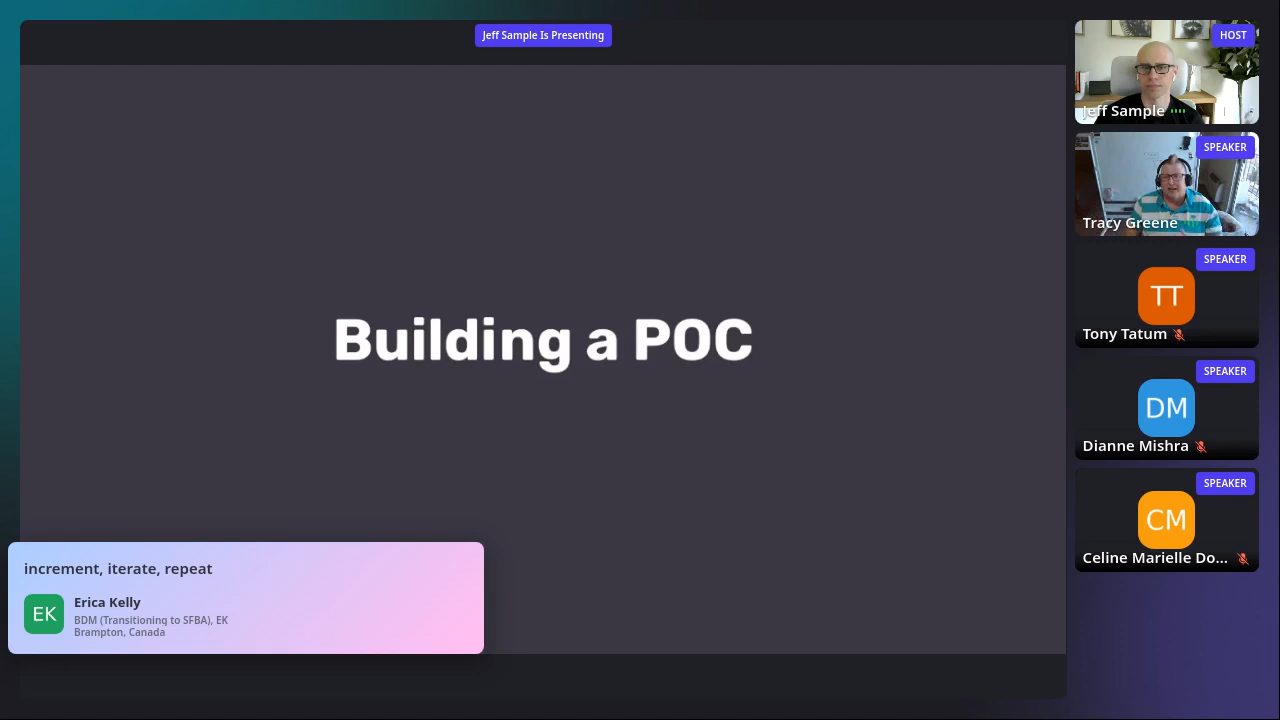 Jeff Sample Is Presenting
HOST
Jeff Sample
SPEAKER
Tracy Greene
SPEAKER
TT
Tony Tatum
SPEAKER
DM
Dianne Mishra
SPEAKER
CM
Celine Marielle Do...
Building a POC
increment, iterate, repeat
EK
Erica Kelly
BDM (Transitioning to SFBA), EK
Brampton, Canada